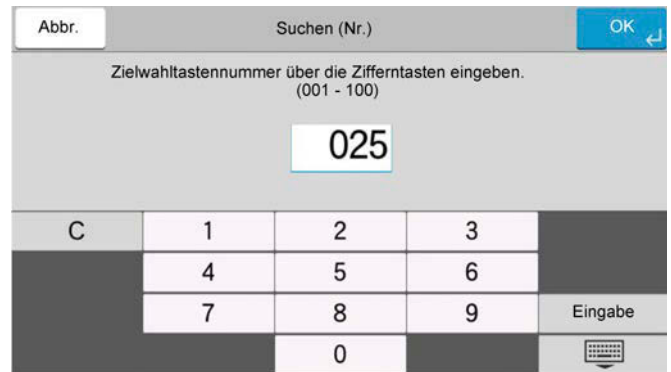 Abbr.
Suchen (Nr.)
OK
Zielwahltastennummer über die Zifferntasten eingeben.
(001 - 100)
025
C
1
2
3
4
5
6
7
8
9
Eingabe
0